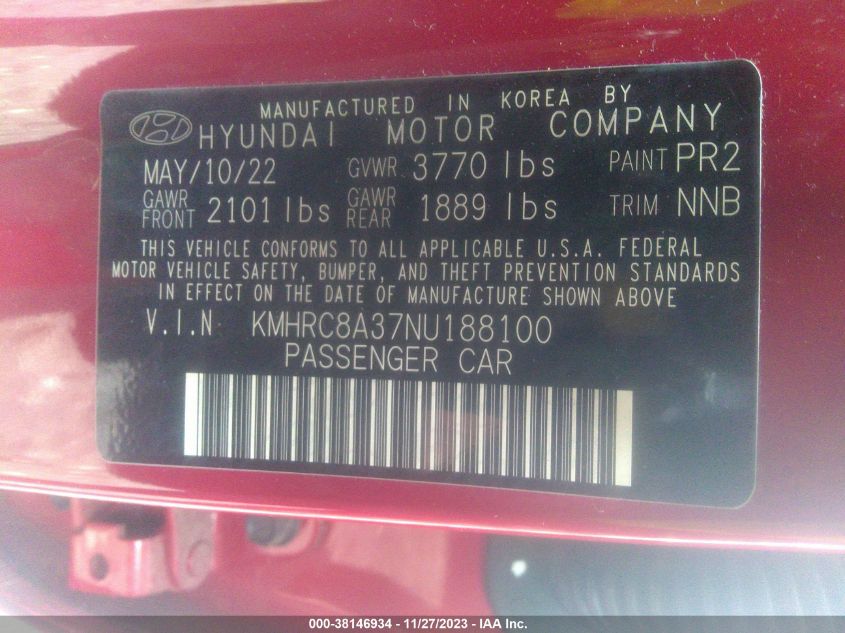 MANUFACTURED IN KOREA BY
HYUNDAI MOTOR COMPANY
MAY/10/22 GVWR 3770 lbs PAINT PR2
GAWR FRONT 2101 lbs GAWR REAR 1889 lbs TRIM NNB
THIS VEHICLE CONFORMS TO ALL APPLICABLE U.S.A. FEDERAL
MOTOR VEHICLE SAFETY, BUMPER, AND THEFT PREVENTION STANDARDS
IN EFFECT ON THE DATE OF MANUFACTURE SHOWN ABOVE
V.I.N KMHRC8A37NU188100
PASSENGER CAR
000-38146934 - 11/27/2023 - IAA Inc.